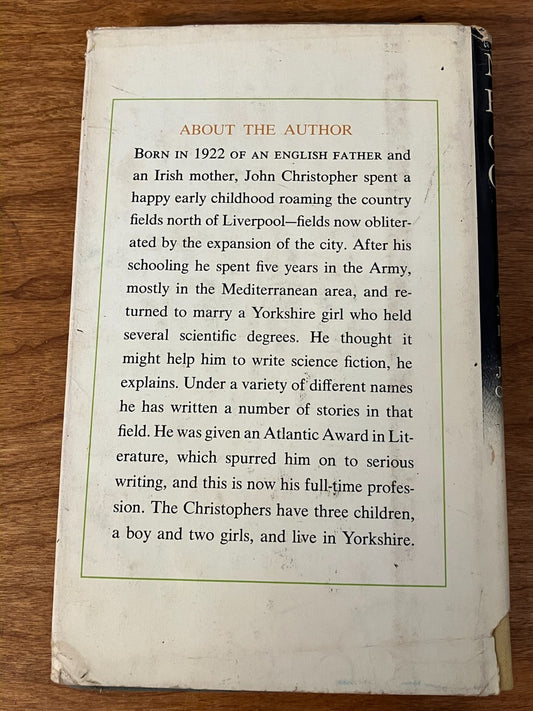 ABOUT THE AUTHOR
BORN IN 1922 OF AN ENGLISH FATHER and
an Irish mother, John Christopher spent a
happy early childhood roaming the country
fields north of Liverpool—fields now obliter-
ated by the expansion of the city. After his
schooling he spent five years in the Army,
mostly in the Mediterranean area, and re-
turned to marry a Yorkshire girl who held
several scientific degrees. He thought it
might help him to write science fiction, he
explains. Under a variety of different names
he has written a number of stories in that
field. He was given an Atlantic Award in Lit-
erature, which spurred him on to serious
writing, and this is now his full-time profes-
sion. The Christophers have three children,
a boy and two girls, and live in Yorkshire.